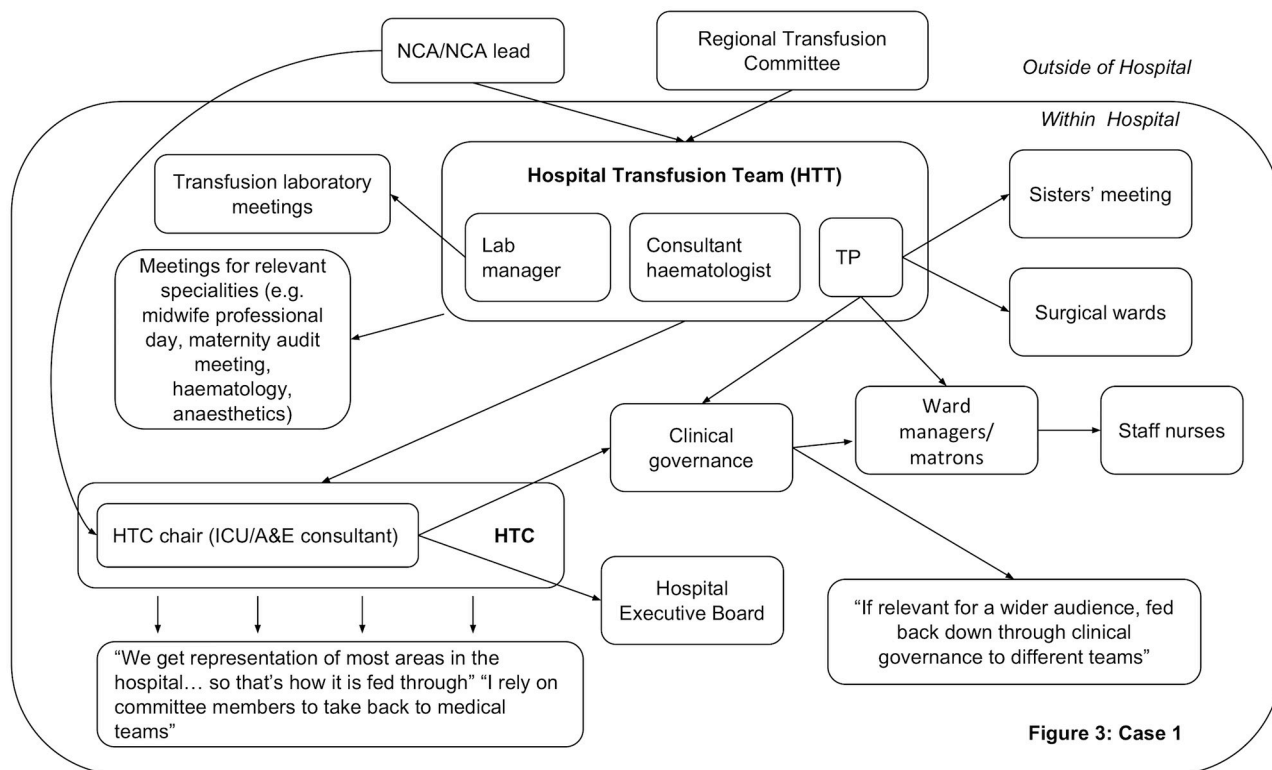 NCA/NCA lead
Regional Transfusion
Committee
Outside of Hospital
Within Hospital
Hospital Transfusion Team (HTT)
Transfusion laboratory
meetings
Lab
manager
Consultant
haematologist
TP
Sisters’ meeting
Surgical wards
Meetings for relevant
specialities (e.g.
midwife professional
day, maternity audit
meeting,
haematology,
anaesthetics)
Clinical
governance
Ward
managers/
matrons
Staff nurses
HTC chair (ICU/A&E consultant)
HTC
Hospital
Executive Board
“If relevant for a wider audience, fed
back down through clinical
governance to different teams”
“We get representation of most areas in the
hospital… so that’s how it is fed through” “I rely on
committee members to take back to medical
teams”
Figure 3: Case 1